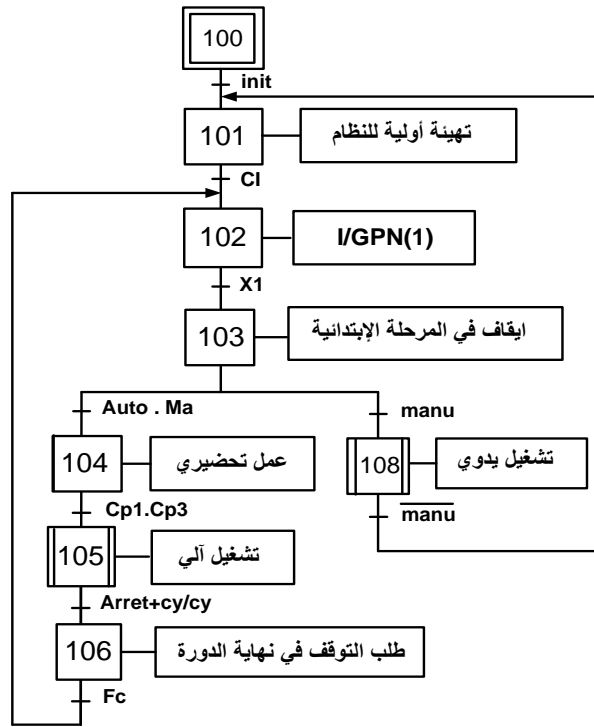 100
init
101
تهيئة أولية للنظام
CI
102
I/GPN(1)
X1
103
ايقاف في المرحلة الإبتدائية
Auto . Ma
manu
104
عمل تحضيري
108
تشغيل يدوي
Cp1.Cp3
manu
105
تشغيل آلي
Arret+cy/cy
106
طلب التوقف في نهاية الدورة
Fc